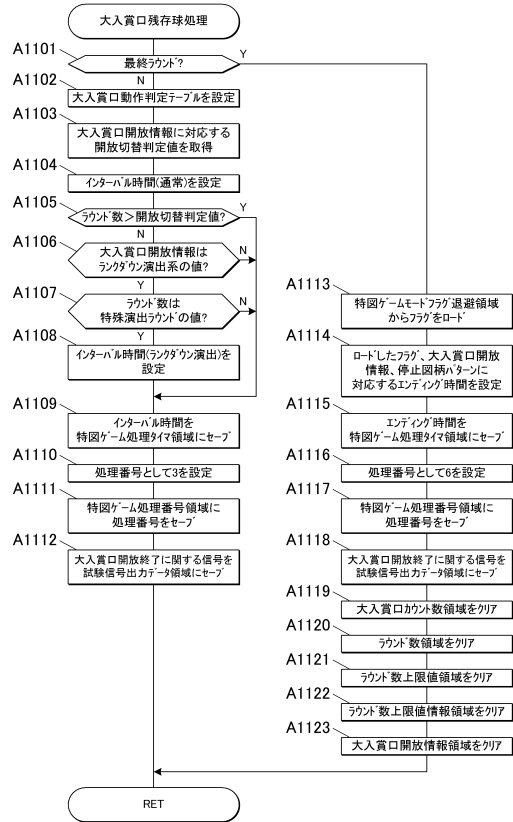 大入賞口残存球処理
A1101
最終ラウンド?
Y
N
A1102
大入賞口動作判定テーブルを設定
A1103
大入賞口開放情報に対応する
開放切替判定値を取得
A1104
インターバル時間(通常)を設定
A1105
ラウンド数>開放切替判定値?
Y
N
A1106
大入賞口開放情報は
ランクダウン演出系の値?
N
Y
A1107
ラウンド数は
特殊演出ラウンドの値?
N
Y
A1108
インターバル時間(ランクダウン演出)を
設定
A1109
インターバル時間を
特図ゲーム処理タイマ領域にセーブ
A1110
処理番号として3を設定
A1111
特図ゲーム処理番号領域に
処理番号をセーブ
A1112
大入賞口開放終了に関する信号を
試験信号出力データ領域にセーブ
A1113
特図ゲームモードフラグ退避領域
からフラグをロード
A1114
ロードしたフラグ、大入賞口開放
情報、停止図柄パターンに
対応するエンディング時間を設定
A1115
エンディング時間を
特図ゲーム処理タイマ領域にセーブ
A1116
処理番号として6を設定
A1117
特図ゲーム処理番号領域に
処理番号をセーブ
A1118
大入賞口開放終了に関する信号を
試験信号出力データ領域にセーブ
A1119
大入賞口カウント数領域をクリア
A1120
ラウンド数領域をクリア
A1121
ラウンド数上限値領域をクリア
A1122
ラウンド数上限値情報領域をクリア
A1123
大入賞口開放情報領域をクリア
RET